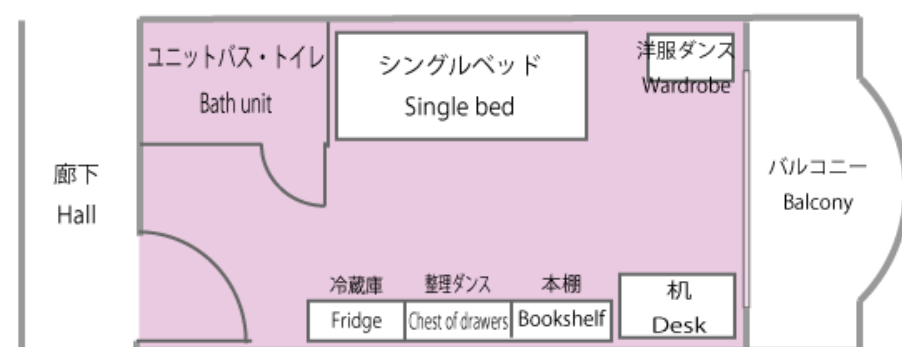 ユニットバス・トイレ
Bath unit
シングルベッド
Single bed
洋服ダンス
Wardrobe
廊下
Hall
バルコニー
Balcony
冷蔵庫
Fridge
整理ダンス
Chest of drawers
本棚
Bookshelf
机
Desk